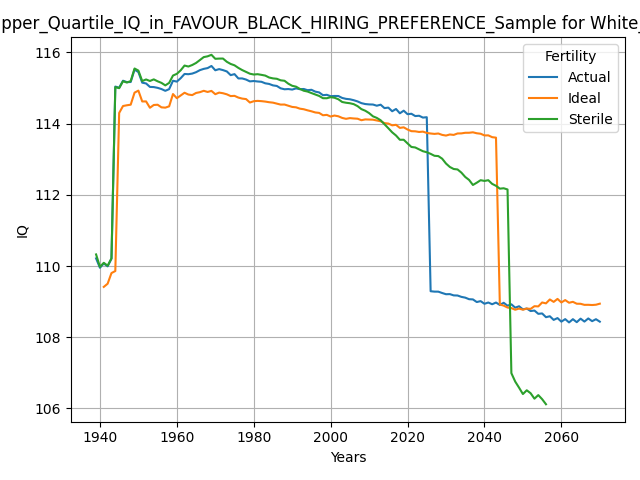 pper_Quartile_IQ_in_FAVOUR_BLACK_HIRING_PREFERENCE_Sample for White_
Fertility
Actual
Ideal
Sterile
IQ
116
114
112
110
108
106
1940 1960 1980 2000 2020 2040 2060
Years